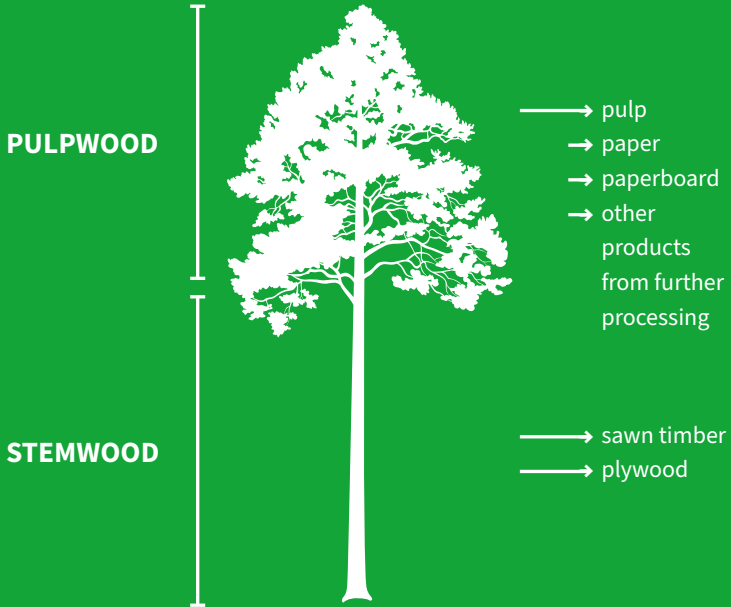 PULPWOOD
pulp
paper
paperboard
other
products
from further
processing
STEMWOOD
sawn timber
plywood